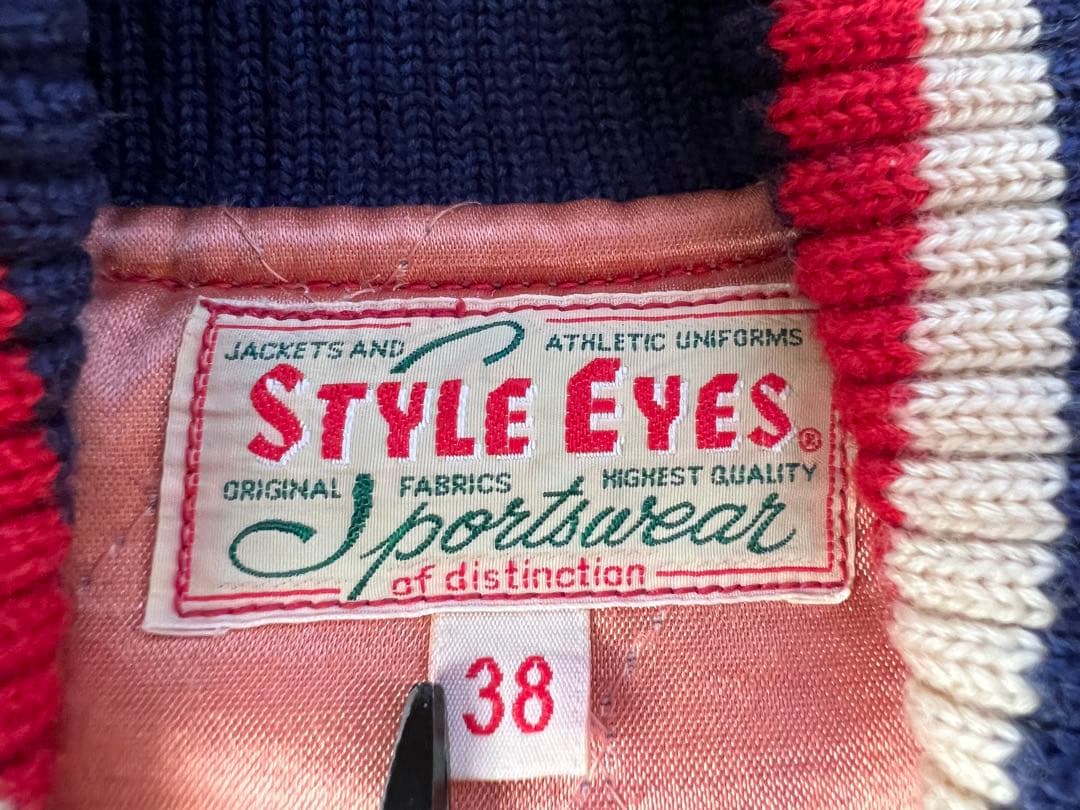 JACKETS AND ATHLETIC UNIFORMS
STYLE EYES®
ORIGINAL FABRICS HIGHEST QUALITY
Sportswear
of distinction
38